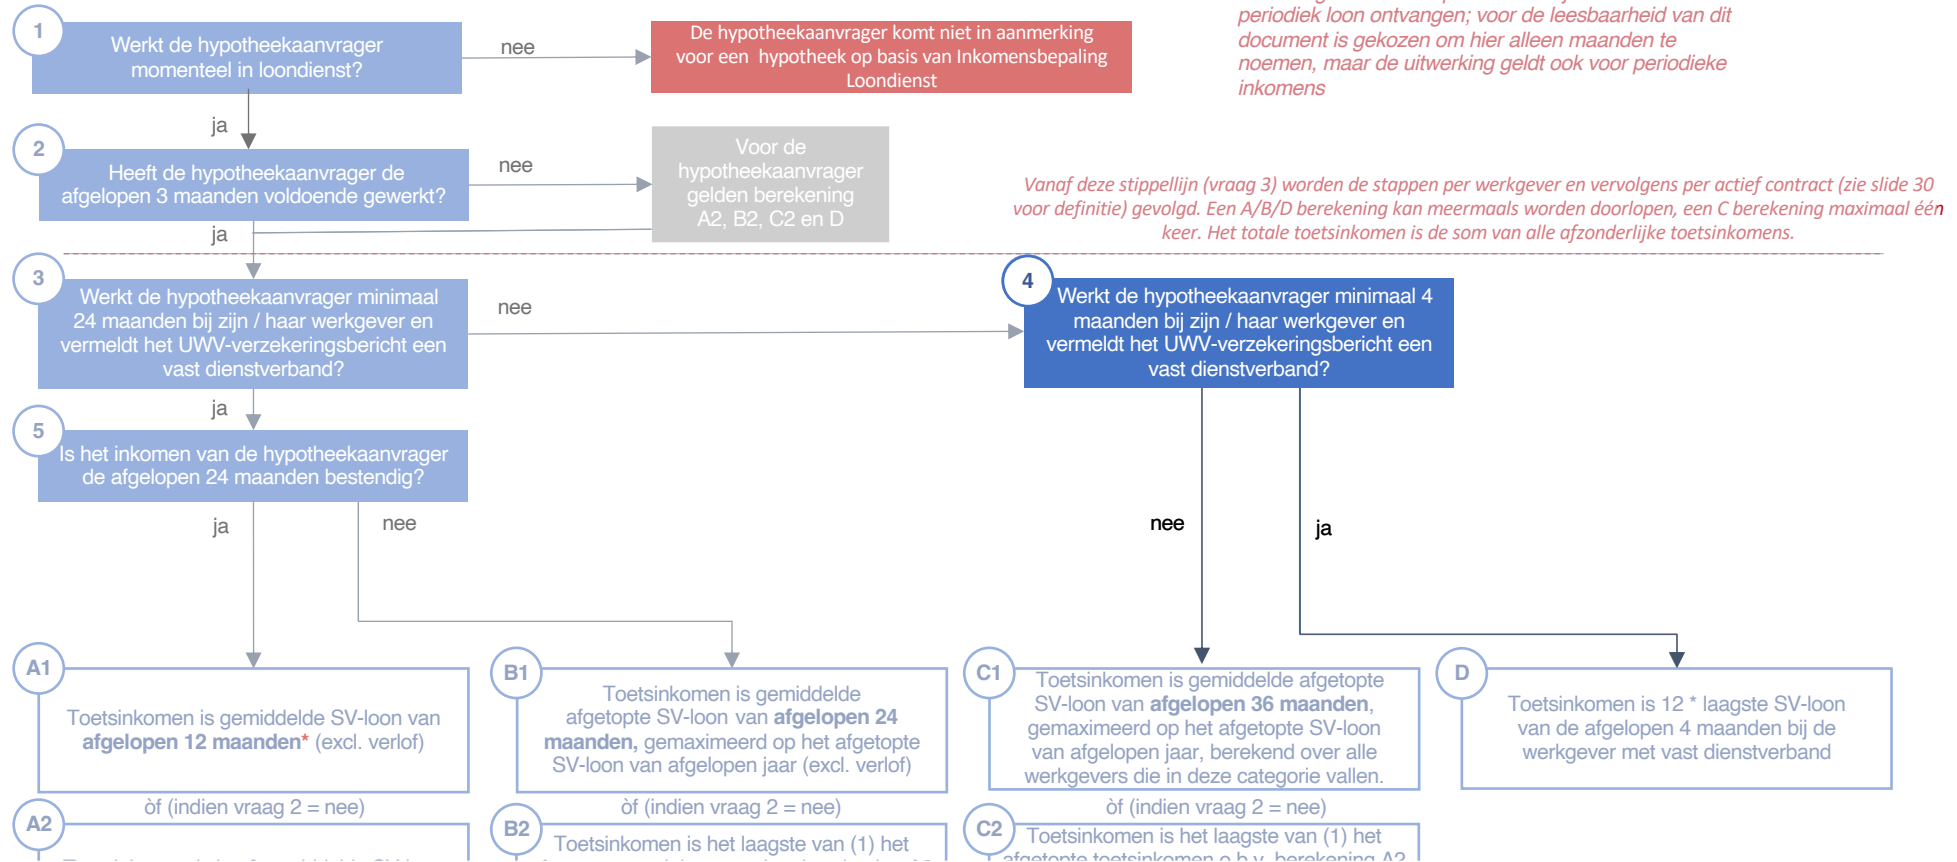 periodiek loon ontvangen; voor de leesbaarheid van dit
document is gekozen om hier alleen maanden te
noemen, maar de uitwerking geldt ook voor periodieke
inkomens
1
Werkt de hypotheekaanvrager
momenteel in loondienst?
nee
De hypotheekaanvrager komt niet in aanmerking
voor een hypotheek op basis van Inkomensbepaling
Loondienst
ja
2
Heeft de hypotheekaanvrager de
afgelopen 3 maanden voldoende gewerkt?
nee
Voor de
hypotheekaanvrager
gelden berekening
A2, B2, C2 en D
ja
Vanaf deze stippellijn (vraag 3) worden de stappen per werkgever en vervolgens per actief contract (zie slide 30
voor definitie) gevolgd. Een A/B/D berekening kan meermaals worden doorlopen, een C berekening maximaal één
keer. Het totale toetsinkomen is de som van alle afzonderlijke toetsinkomens.
3
Werkt de hypotheekaanvrager minimaal
24 maanden bij zijn / haar werkgever en
vermeldt het UWV-verzekeringsbericht een
vast dienstverband?
nee
4
Werkt de hypotheekaanvrager minimaal 4
maanden bij zijn / haar werkgever en
vermeldt het UWV-verzekeringsbericht een
vast dienstverband?
ja
5
Is het inkomen van de hypotheekaanvrager
de afgelopen 24 maanden bestendig?
ja
nee
nee
ja
A1
Toetsinkomen is gemiddelde SV-loon van
afgelopen 12 maanden* (excl. verlof)
B1
Toetsinkomen is gemiddelde
afgetopte SV-loon van afgelopen 24
maanden, gemaximeerd op het afgetopte
SV-loon van afgelopen jaar (excl. verlof)
C1
Toetsinkomen is gemiddelde afgetopte
SV-loon van afgelopen 36 maanden,
gemaximeerd op het afgetopte SV-loon
van afgelopen jaar, berekend over alle
werkgevers die in deze categorie vallen.
D
Toetsinkomen is 12 * laagste SV-loon
van de afgelopen 4 maanden bij de
werkgever met vast dienstverband
òf (indien vraag 2 = nee)
òf (indien vraag 2 = nee)
òf (indien vraag 2 = nee)
A2
B2
Toetsinkomen is het laagste van (1) het
C2
Toetsinkomen is het laagste van (1) het
afgetopte toetsinkomen o.b.v. berekening A2